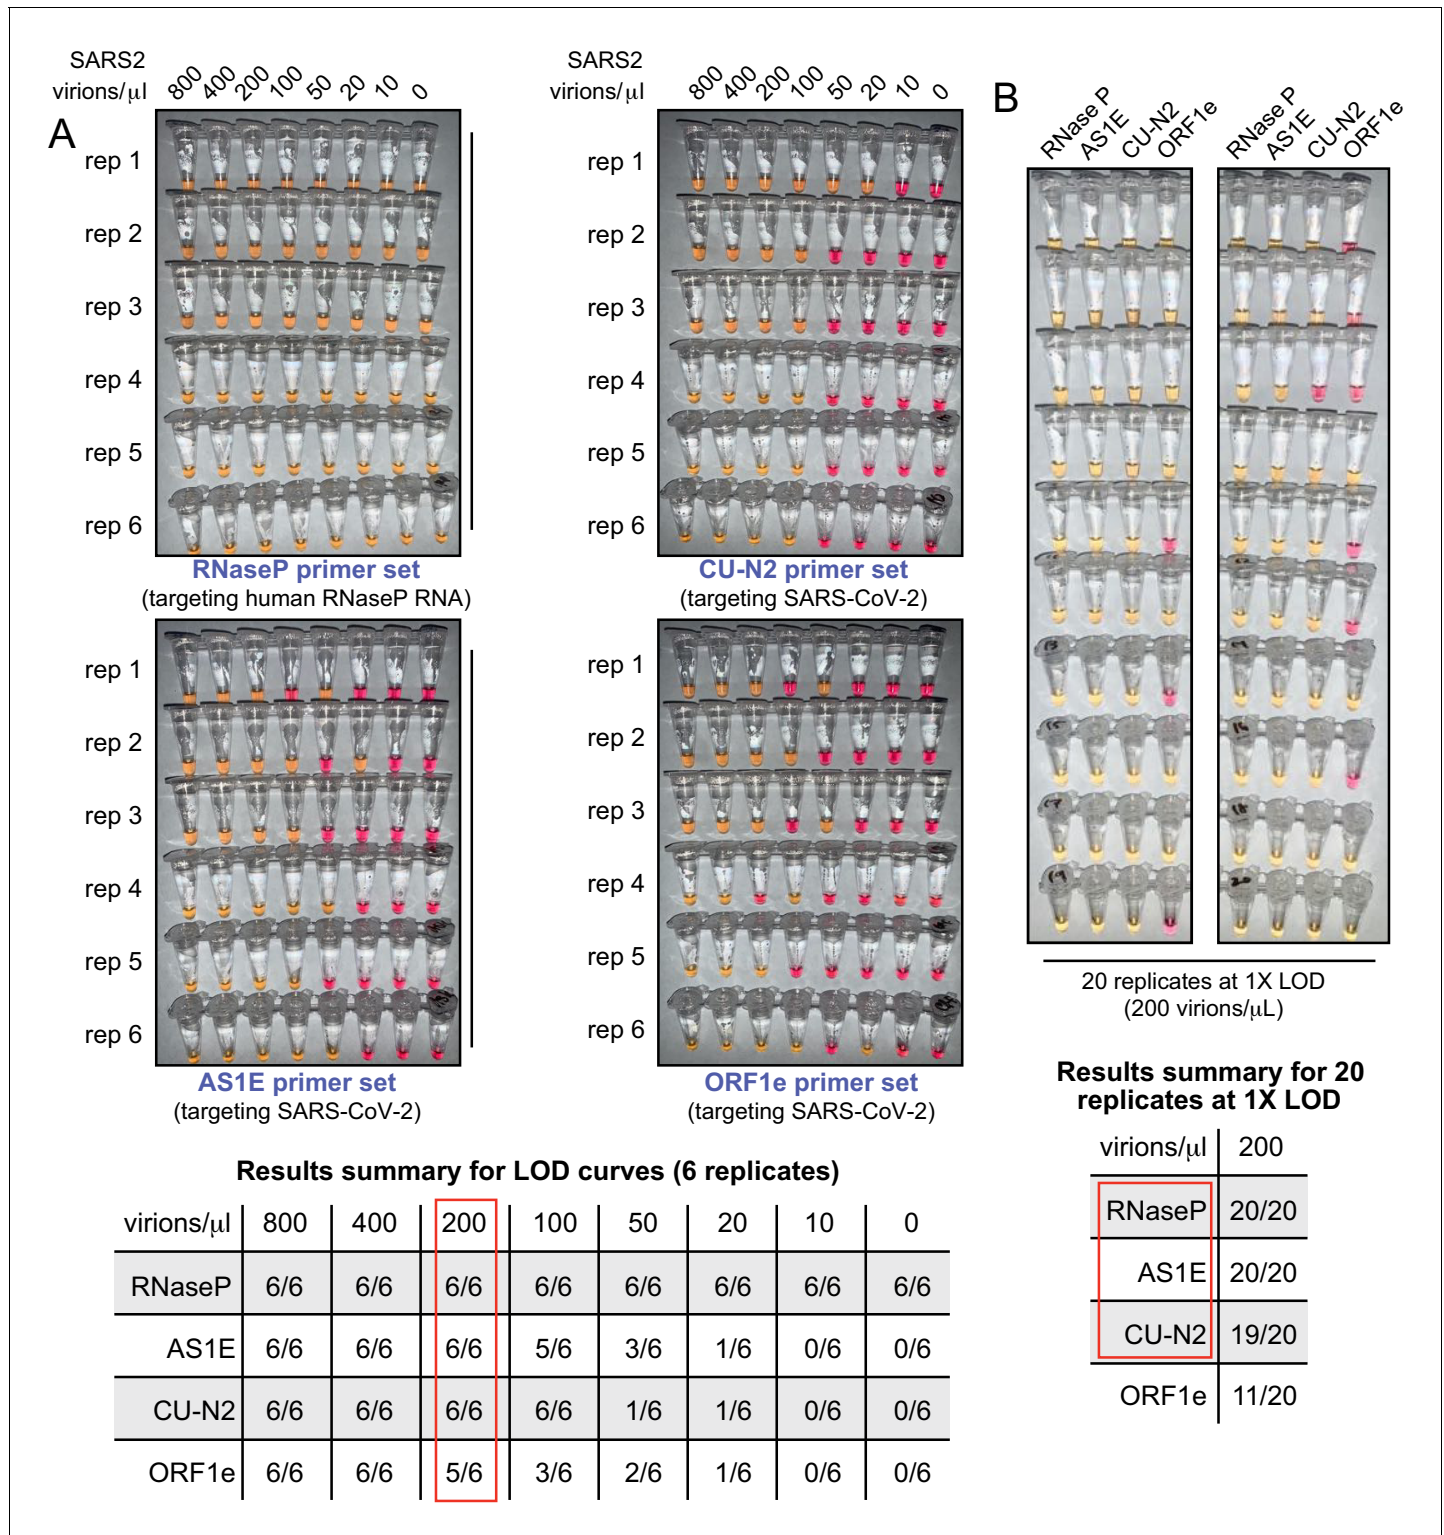 A
SARS2
virions/μl 800 400 200 100 50 20 10 0
rep 1
rep 2
rep 3
rep 4
rep 5
rep 6
RNaseP primer set
(targeting human RNaseP RNA)
SARS2
virions/μl 800 400 200 100 50 20 10 0
rep 1
rep 2
rep 3
rep 4
rep 5
rep 6
CU-N2 primer set
(targeting SARS-CoV-2)
rep 1
rep 2
rep 3
rep 4
rep 5
rep 6
AS1E primer set
(targeting SARS-CoV-2)
rep 1
rep 2
rep 3
rep 4
rep 5
rep 6
ORF1e primer set
(targeting SARS-CoV-2)
Results summary for LOD curves (6 replicates)
virions/μl 800 400 200 100 50 20 10 0
RNaseP 6/6 6/6 6/6 6/6 6/6 6/6 6/6 6/6
AS1E 6/6 6/6 6/6 5/6 3/6 1/6 0/6 0/6
CU-N2 6/6 6/6 6/6 6/6 1/6 1/6 0/6 0/6
ORF1e 6/6 6/6 5/6 3/6 2/6 1/6 0/6 0/6
B
RNase P AS1E CU-N2 ORF1e RNase P AS1E CU-N2 ORF1e
13
15
17
19
18
20 replicates at 1X LOD
(200 virions/μL)
Results summary for 20
replicates at 1X LOD
virions/μl 200
RNaseP 20/20
AS1E 20/20
CU-N2 19/20
ORF1e 11/20